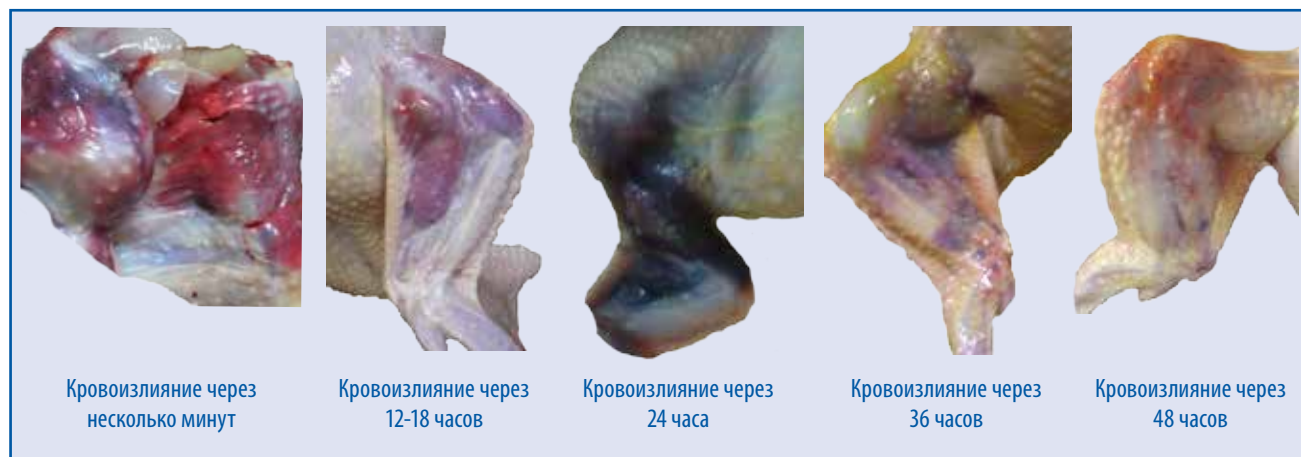 Кровоизлияние через
несколько минут
Кровоизлияние через
12-18 часов
Кровоизлияние через
24 часа
Кровоизлияние через
36 часов
Кровоизлияние через
48 часов